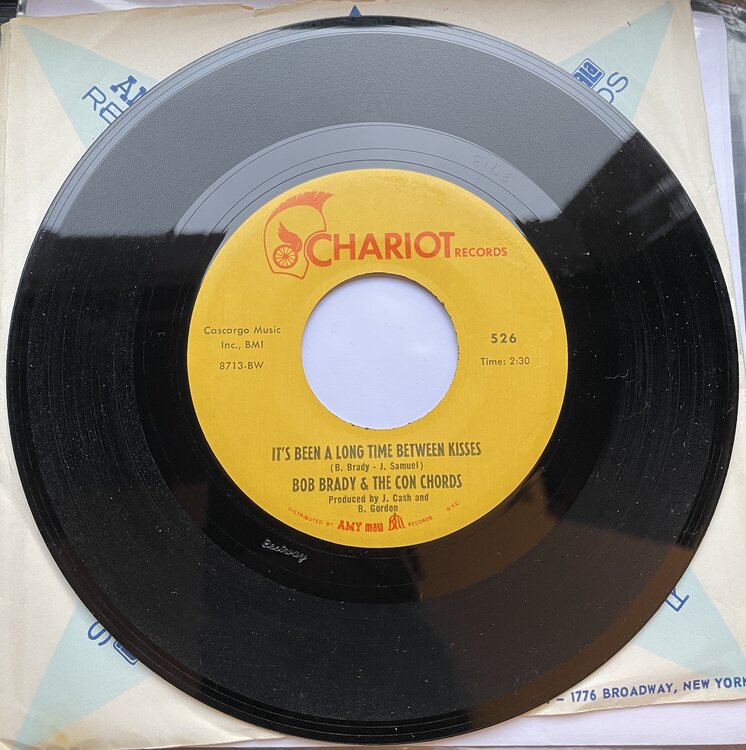 CHARIOT RECORDS
Cascargo Music
Inc., BMI
8713-BW
526
Time: 2:30
IT'S BEEN A LONG TIME BETWEEN KISSES
(B. Brady - J. Samuel)
BOB BRADY & THE CON CHORDS
Produced by J. Cash and
B. Gordon
DISTRIBUTED BY AMY mala Bell RECORDS, N.Y.C.
Bestway
8713
– 1776 BROADWAY, NEW YORK